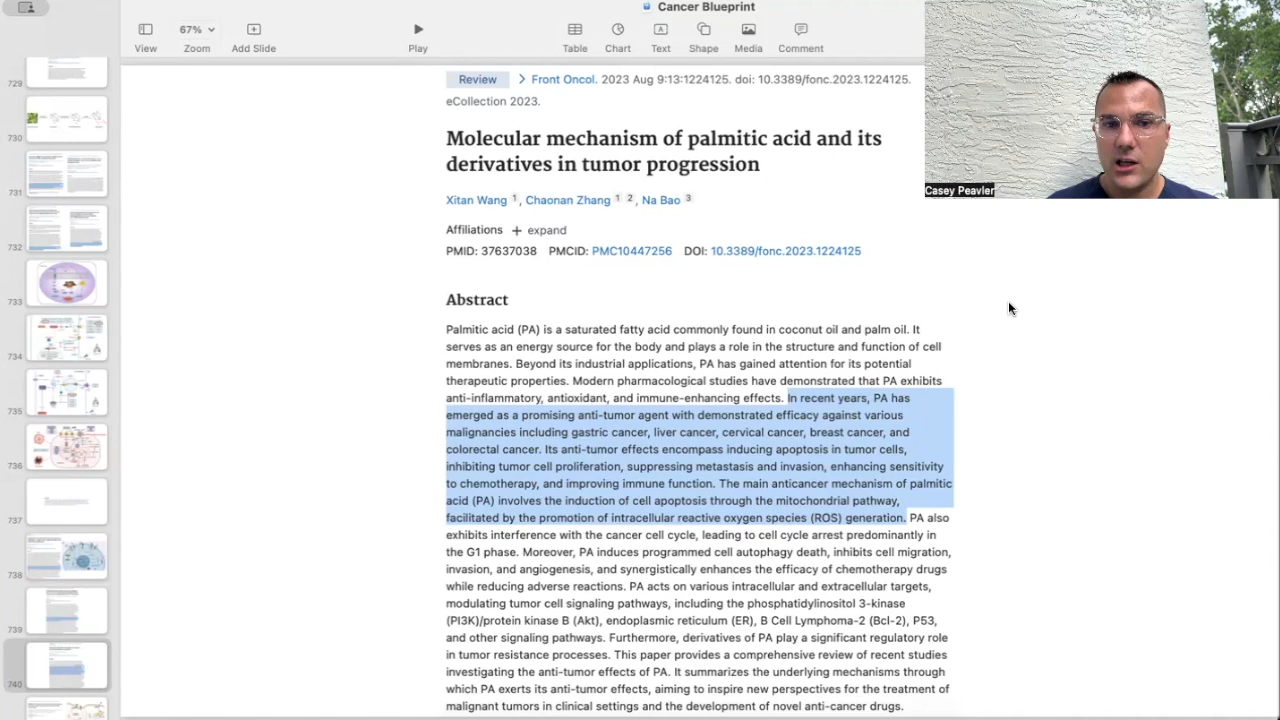 Cancer Blueprint
67%
View
Zoom
Add Slide
Play
Table
Chart
Text
Shape
Media
Comment
729
730
731
732
733
734
735
736
737
738
739
740
Review
Front Oncol. 2023 Aug 9:13:1224125. doi: 10.3389/fonc.2023.1224125.
eCollection 2023.
Molecular mechanism of palmitic acid and its
derivatives in tumor progression
Xitan Wang 1, Chaonan Zhang 1 2, Na Bao 3
Affiliations + expand
PMID: 37637038 PMCID: PMC10447256 DOI: 10.3389/fonc.2023.1224125
Abstract
Palmitic acid (PA) is a saturated fatty acid commonly found in coconut oil and palm oil. It
serves as an energy source for the body and plays a role in the structure and function of cell
membranes. Beyond its industrial applications, PA has gained attention for its potential
therapeutic properties. Modern pharmacological studies have demonstrated that PA exhibits
anti-inflammatory, antioxidant, and immune-enhancing effects. In recent years, PA has
emerged as a promising anti-tumor agent with demonstrated efficacy against various
malignancies including gastric cancer, liver cancer, cervical cancer, breast cancer, and
colorectal cancer. Its anti-tumor effects encompass inducing apoptosis in tumor cells,
inhibiting tumor cell proliferation, suppressing metastasis and invasion, enhancing sensitivity
to chemotherapy, and improving immune function. The main anticancer mechanism of palmitic
acid (PA) involves the induction of cell apoptosis through the mitochondrial pathway,
facilitated by the promotion of intracellular reactive oxygen species (ROS) generation. PA also
exhibits interference with the cancer cell cycle, leading to cell cycle arrest predominantly in
the G1 phase. Moreover, PA induces programmed cell autophagy death, inhibits cell migration,
invasion, and angiogenesis, and synergistically enhances the efficacy of chemotherapy drugs
while reducing adverse reactions. PA acts on various intracellular and extracellular targets,
modulating tumor cell signaling pathways, including the phosphatidylinositol 3-kinase
(PI3K)/protein kinase B (Akt), endoplasmic reticulum (ER), B Cell Lymphoma-2 (Bcl-2), P53,
and other signaling pathways. Furthermore, derivatives of PA play a significant regulatory role
in tumor resistance processes. This paper provides a comprehensive review of recent studies
investigating the anti-tumor effects of PA. It summarizes the underlying mechanisms through
which PA exerts its anti-tumor effects, aiming to inspire new perspectives for the treatment of
malignant tumors in clinical settings and the development of novel anti-cancer drugs.
Casey Peavler